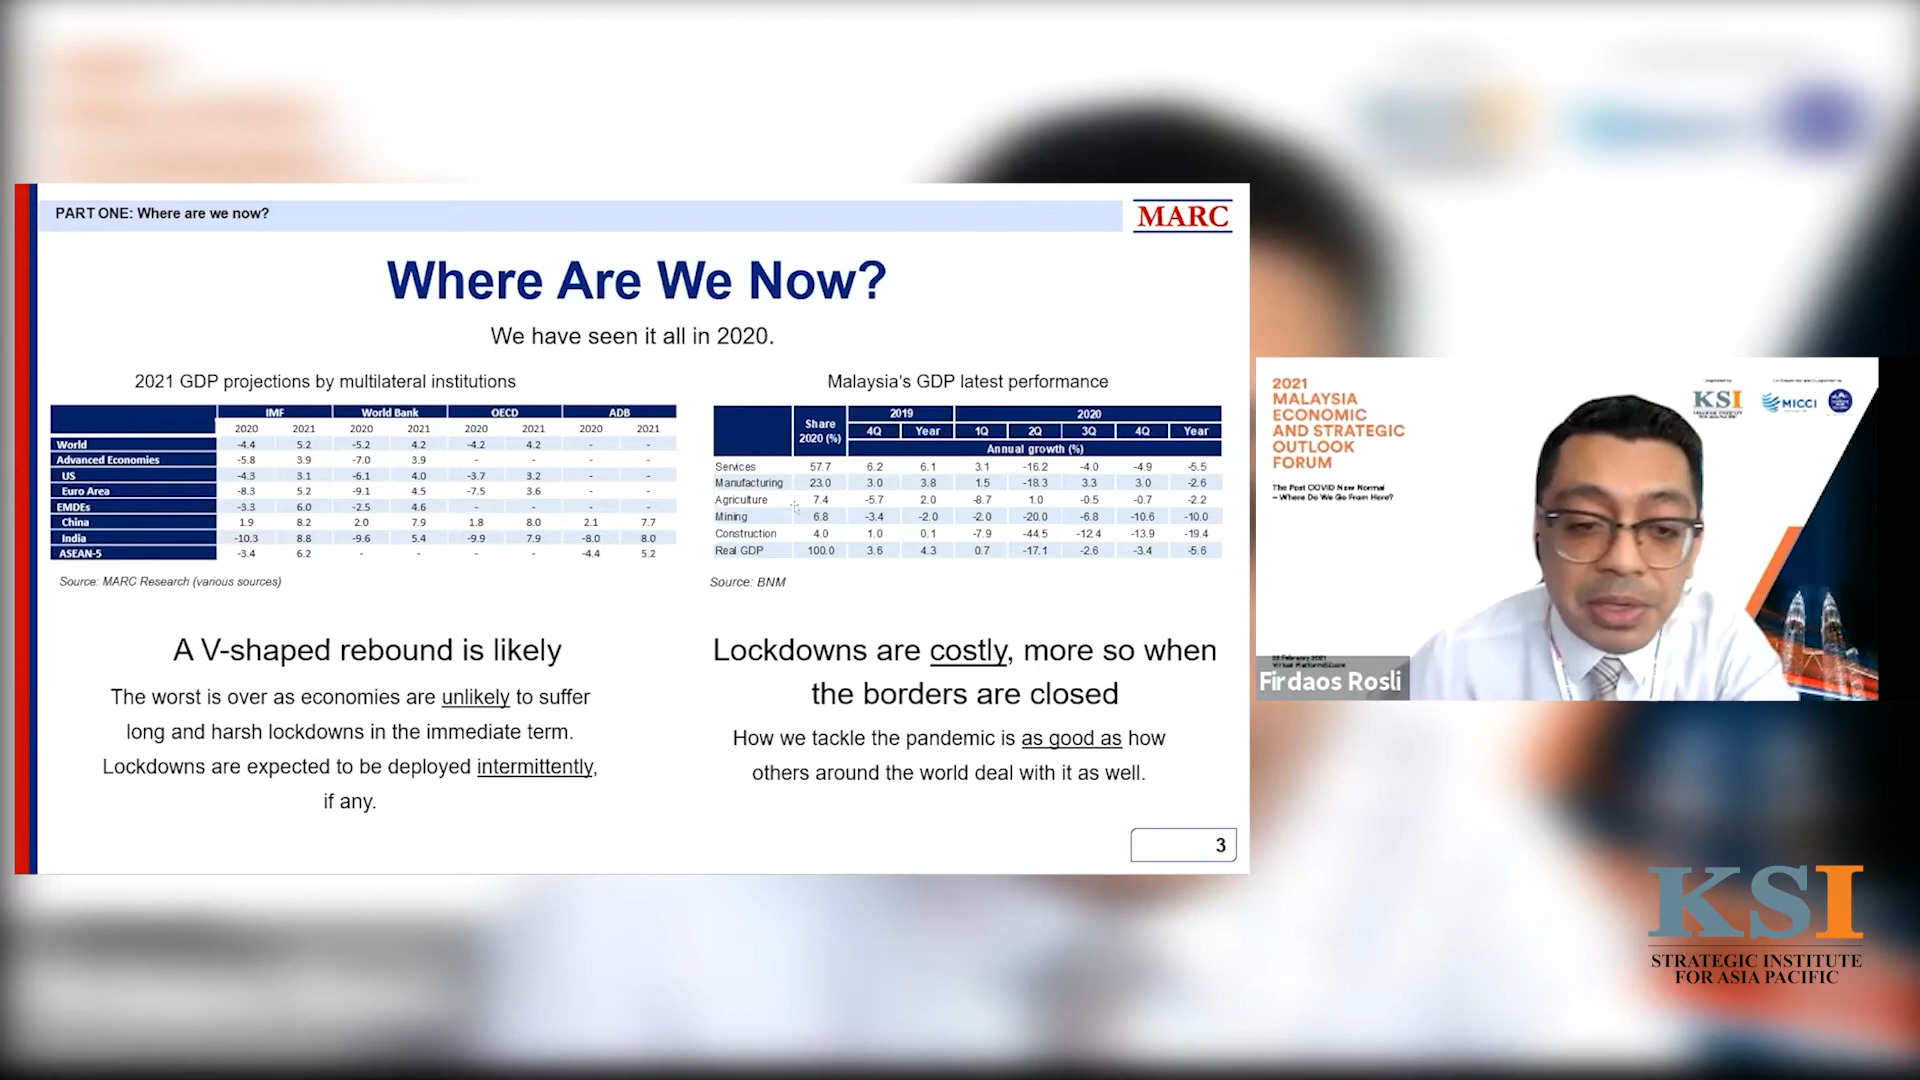 PART ONE: Where are we now?
MARC
Where Are We Now?
We have seen it all in 2020.
2021 GDP projections by multilateral institutions
IMF World Bank OECD ADB
2020 2021 2020 2021 2020 2021 2020 2021
World -4.4 5.2 -5.2 4.2 -4.2 4.2 - -
Advanced Economies -5.8 3.9 -7.0 3.9 - - - -
US -4.3 3.1 -6.1 4.0 -3.7 3.2 - -
Euro Area -8.3 5.2 -9.1 4.5 -7.5 3.6 - -
EMDEs -3.3 6.0 -2.5 4.6 - - - -
China 1.9 8.2 2.0 7.9 1.8 8.0 2.1 7.7
India -10.3 8.8 -9.6 5.4 -9.9 7.9 -8.0 8.0
ASEAN-5 -3.4 6.2 - - - - -4.4 5.2
Source: MARC Research (various sources)
Malaysia's GDP latest performance
Share 2020 (%) 2019 2020
4Q Year 1Q 2Q 3Q 4Q Year
Annual growth (%)
Services 57.7 6.2 6.1 3.1 -16.2 -4.0 -4.9 -5.5
Manufacturing 23.0 3.0 3.8 1.5 -18.3 3.3 3.0 -2.6
Agriculture 7.4 -5.7 2.0 -8.7 1.0 -0.5 -0.7 -2.2
Mining 6.8 -3.4 -2.0 -2.0 -20.0 -6.8 -10.6 -10.0
Construction 4.0 1.0 0.1 -7.9 -44.5 -12.4 -13.9 -19.4
Real GDP 100.0 3.6 4.3 0.7 -17.1 -2.6 -3.4 -5.6
Source: BNM
A V-shaped rebound is likely
The worst is over as economies are unlikely to suffer
long and harsh lockdowns in the immediate term.
Lockdowns are expected to be deployed intermittently,
if any.
Lockdowns are costly, more so when
the borders are closed
How we tackle the pandemic is as good as how
others around the world deal with it as well.
3
2021
MALAYSIA
ECONOMIC
AND STRATEGIC
OUTLOOK
FORUM
The Post COVID New Normal
– Where Do We Go From Here?
KSI
MICCI
Firdaos Rosli
KSI
STRATEGIC INSTITUTE
FOR ASIA PACIFIC